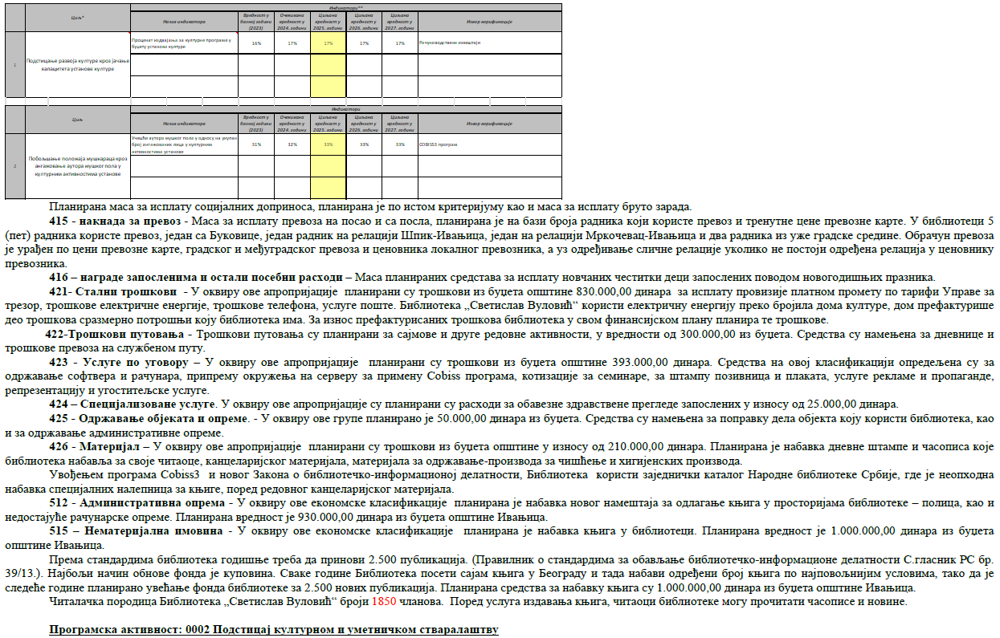 Индикатори**
Циљ*
Назив индикатора
Вредност у базној години (2023)
Очекивана вредност у 2024. години
Циљана вредност у 2025. години
Циљана вредност у 2026. години
Циљана вредност у 2027. години
Извор верификације
1
Подстицање развоја културе кроз јачање капацитета установе културе
Проценат издвајања за културне програме у буџету установа културе
16%
17%
17%
17%
17%
Рачуноводствени извештаји
Индикатори
Циљ
Назив индикатора
Вредност у базној години (2023)
Очекивана вредност у 2024. години
Циљана вредност у 2025. години
Циљана вредност у 2026. години
Циљана вредност у 2027. години
Извор верификације
2
Побољшање положаја мушкараца кроз ангажовање аутора мушког пола у културним активностима установе
Учешће аутора мушког пола у односу на укупан број ангажованих лица у културним активностима установе
31%
32%
33%
33%
33%
COBISS3 програм
Планирана маса за исплату социјалних доприноса, планирана је по истом критеријуму као и маса за исплату бруто зарада.
415 - накнада за превоз - Маса за исплату превоза на посао и са посла, планирана је на бази броја радника који користе превоз и тренутне цене превозне карте. У библиотеци 5
(пет) радника користе превоз, један са Буковице, један радник на релацији Шпик-Ивањица, један на релацији Мркочевац-Ивањица и два радника из уже градске средине. Обрачун превоза
је урађен по цени превозне карте, градског и међуградског превоза и ценовника локалног превозника, а уз одређивање сличне релације уколико не постоји одређена релација у ценовнику
превозника.
416 – награде запосленима и остали посебни расходи – Маса планираних средстава за исплату новчаних честитки деци запослених поводом новогодишњих празника.
421- Стални трошкови - У оквиру ове апропријације планирани су трошкови из буџета општине 830.000,00 динара за исплату провизије платном промету по тарифи Управе за
трезор, трошкове електричне енергије, трошкове телефона, услуге поште. Библиотека ,,Светислав Вуловић“ користи електричну енергију преко бројила дома културе, дом префактурише
део трошкова сразмерно потрошњи коју библиотека има. За износ префактурисаних трошкова библиотека у свом финансијском плану планира те трошкове.
422-Трошкови путовања - Трошкови путовања су планирани за сајмове и друге редовне активности, у вредности од 300.000,00 из буџета. Средства су намењена за дневнице и
трошкове превоза на службеном путу.
423 - Услуге по уговору – У оквиру ове апропријације планирани су трошкови из буџета општине 393.000,00 динара. Средства на овој класификацији опредељена су за
одржавање софтвера и рачунара, припрему окружења на серверу за примену Cobiss програма, котизације за семинаре, за штампу позивница и плаката, услуге рекламе и пропаганде,
репрезентацију и угоститељске услуге.
424 – Специјализоване услуге. У оквиру ове апропријације су планирани су расходи за обавезне здравствене прегледе запослених у износу од 25.000,00 динара.
425 - Одржавање објеката и опреме. - У оквиру ове групе планирано је 50.000,00 динара из буџета. Средства су намењена за поправку дела објекта коју користи библиотека, као
и за одржавање административне опреме.
426 - Материјал – У оквиру ове апропријације планирани су трошкови из буџета општине у износу од 210.000,00 динара. Планирана је набавка дневне штампе и часописа које
библиотека набавља за своје читаоце, канцеларијског материјала, материјала за одржавање-производа за чишћење и хигијенских производа.
Увођењем програма Cobiss3 и новог Закона о библиотечко-информационој делатности, Библиотека користи заједнички каталог Народне библиотеке Србије, где је неопходна
набавка специјалних налепница за књиге, поред редовног канцеларијског материјала.
512 - Административна опрема - У оквиру ове економске класификације планирана је набавка новог намештаја за одлагање књига у просторијама библиотеке – полица, као и
недостајуће рачунарске опреме. Планирана вредност је 930.000,00 динара из буџета општине Ивањица.
515 – Нематеријална имовина - У оквиру ове економске класификације планирана је набавка књига у библиотеци. Планирана вредност је 1.000.000,00 динара из буџета
општине Ивањица.
Према стандардима библиотека годишње треба да принови 2.500 публикација. (Правилник о стандардима за обављање библиотечко-информационе делатности С.гласник РС бр.
39/13.). Најбољи начин обнове фонда је куповина. Сваке године Библиотека посети сајам књига у Београду и тада набави одређени број књига по најповољнијим условима, тако да је
следеће године планирано увећање фонда библиотеке за 2.500 нових публикација. Планирана средства за набавку књига су 1.000.000,00 динара из буџета општине Ивањица.
Читалачка породица Библиотека ,,Светислав Вуловић“ броји 1850 чланова. Поред услуга издавања књига, читаоци библиотеке могу прочитати часописе и новине.
Програмска активност: 0002 Подстицај културном и уметничком стваралаштву